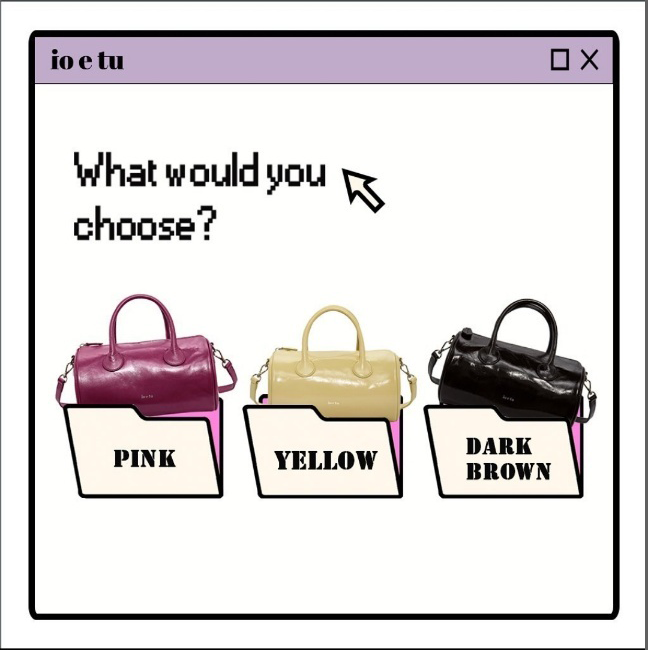 io e tu
What would you
choose?
PINK
YELLOW
DARK
BROWN